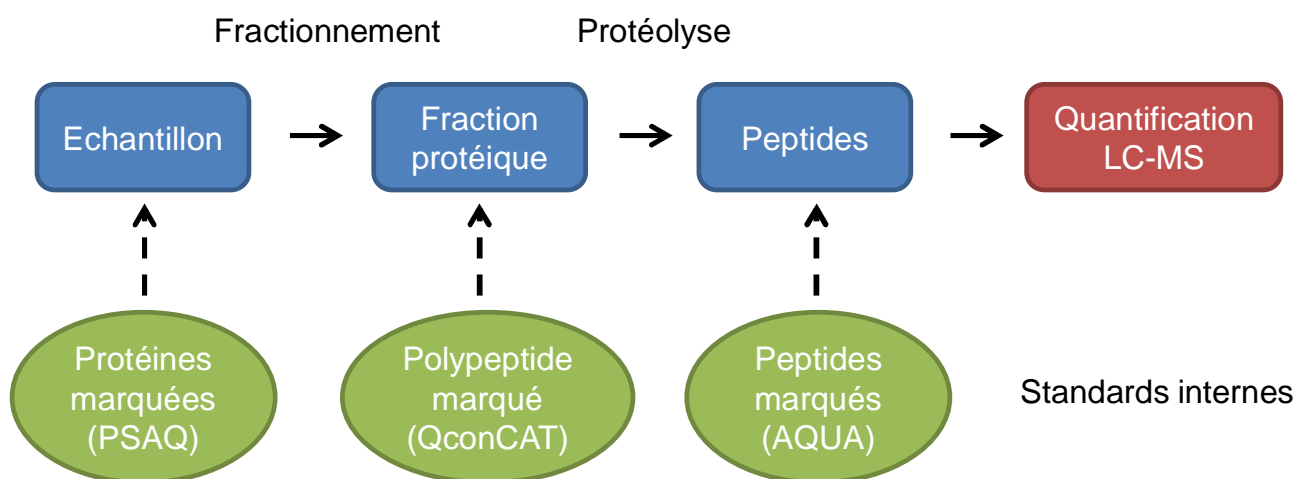 Fractionnement
Protéolyse
Echantillon
Fraction
protéique
Peptides
Quantification
LC-MS
Protéines
marquées
(PSAQ)
Polypeptide
marqué
(QconCAT)
Peptides
marqués
(AQUA)
Standards internes